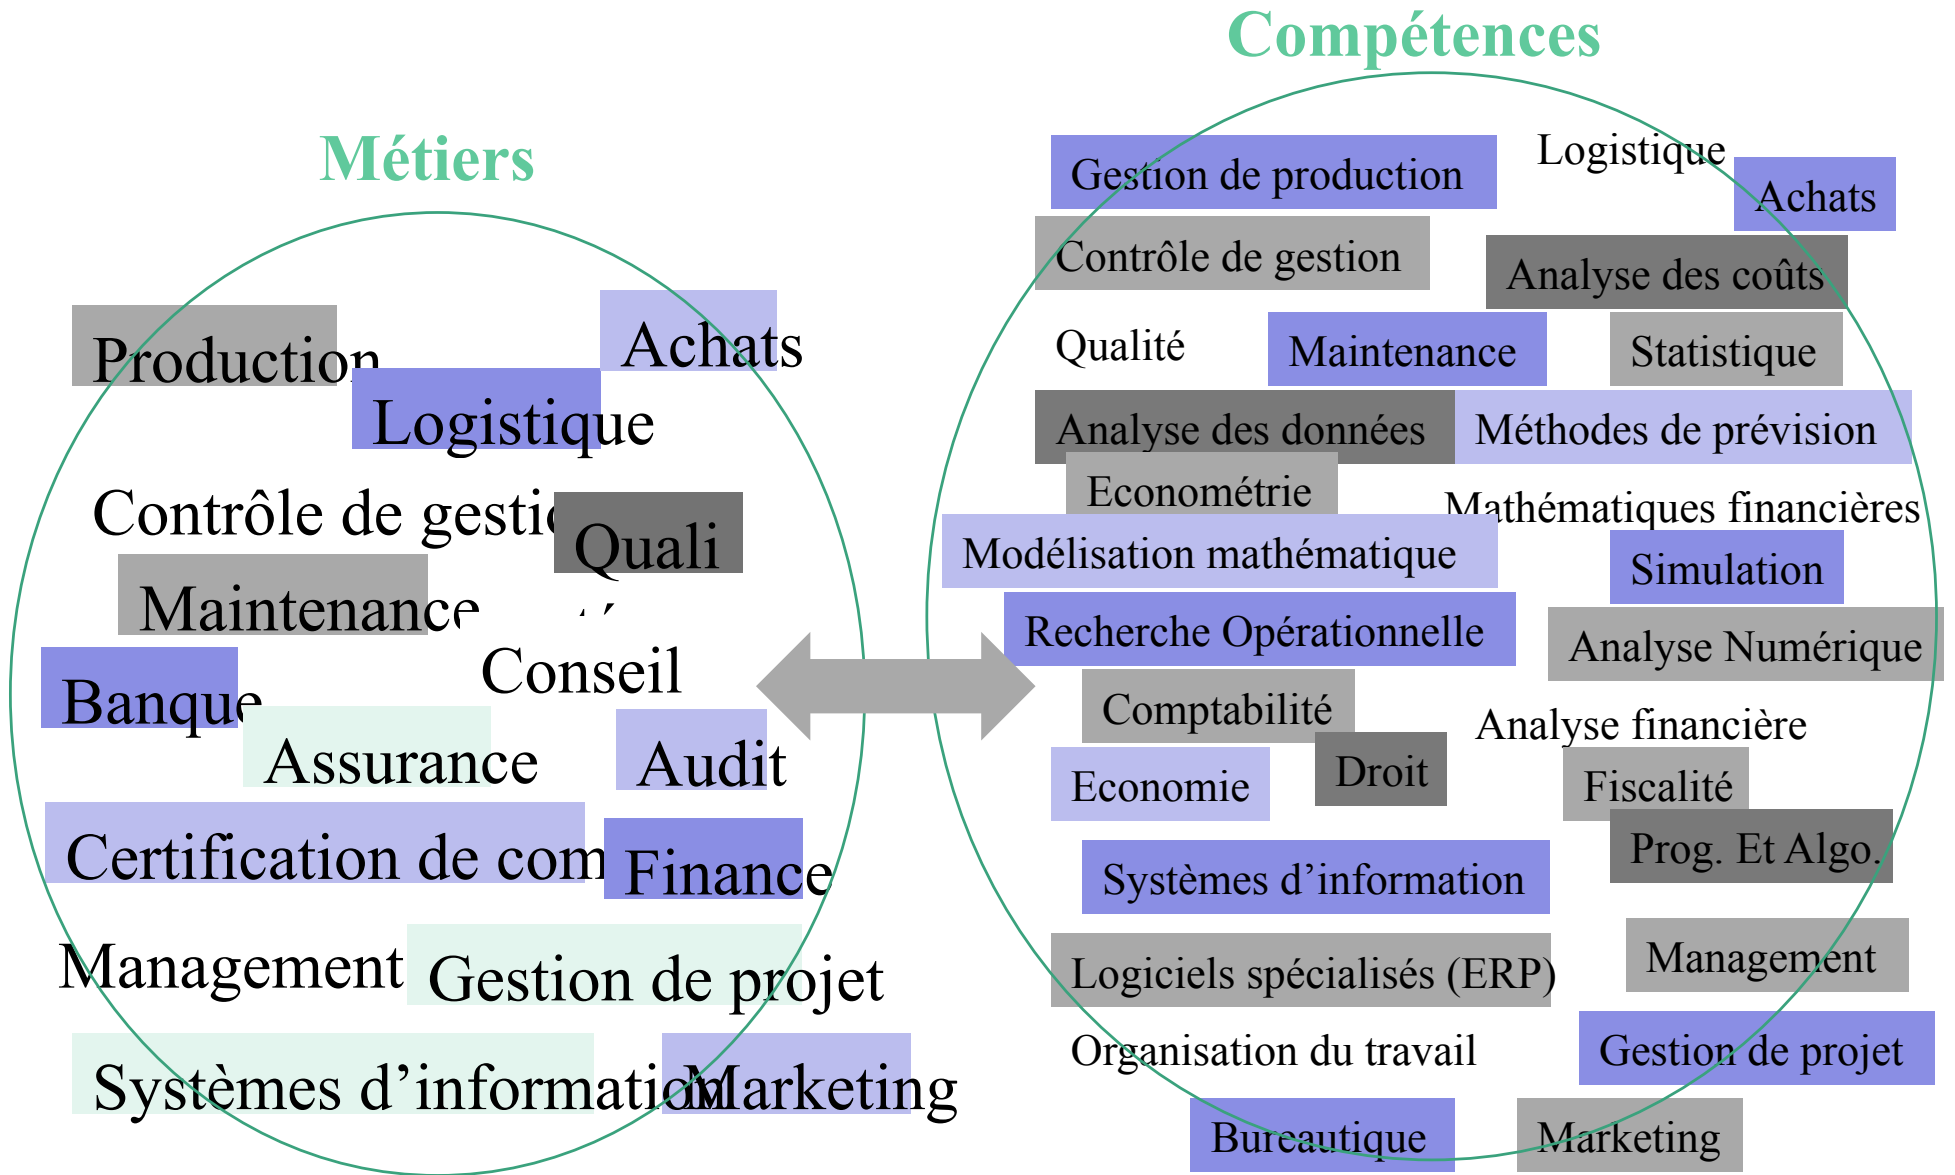 Compétences
Métiers
Production
Achats
Logistique
Contrôle de gestio
Quali
té
Maintenance
Conseil
Banque
Assurance
Audit
Certification de com
Finance
Management
Gestion de projet
Systèmes d’information
Marketing
Gestion de production
Logistique
Achats
Contrôle de gestion
Analyse des coûts
Qualité
Maintenance
Statistique
Analyse des données
Méthodes de prévision
Econométrie
Mathématiques financières
Modélisation mathématique
Simulation
Recherche Opérationnelle
Analyse Numérique
Comptabilité
Analyse financière
Economie
Droit
Fiscalité
Prog. Et Algo.
Systèmes d’information
Logiciels spécialisés (ERP)
Management
Organisation du travail
Gestion de projet
Bureautique
Marketing